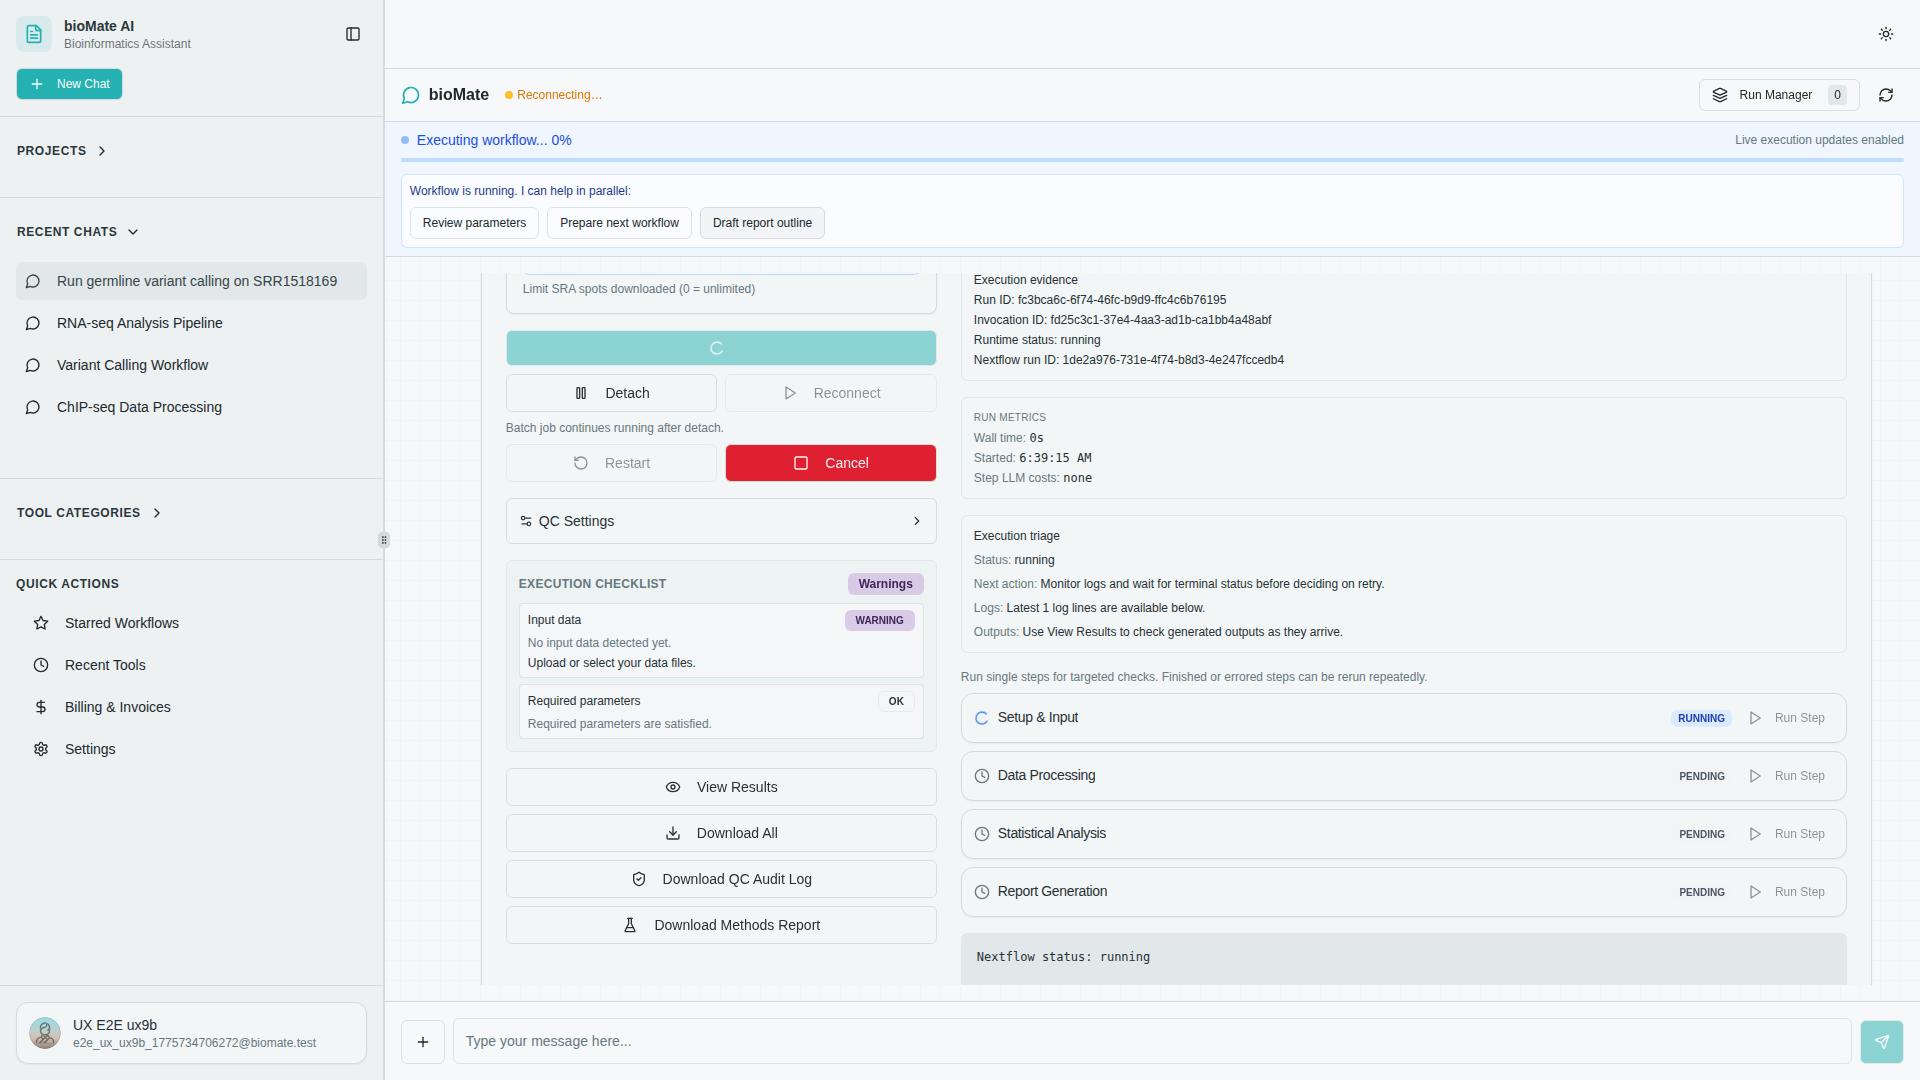 bioMate AI
Bioinformatics Assistant
New Chat
PROJECTS
RECENT CHATS
Run germline variant calling on SRR1518169
RNA-seq Analysis Pipeline
Variant Calling Workflow
ChIP-seq Data Processing
TOOL CATEGORIES
QUICK ACTIONS
Starred Workflows
Recent Tools
Billing & Invoices
Settings
UX E2E ux9b
e2e_ux_ux9b_1775734706272@biomate.test
bioMate
Reconnecting…
Run Manager 0
Executing workflow... 0%
Live execution updates enabled
Workflow is running. I can help in parallel:
Review parameters
Prepare next workflow
Draft report outline
Limit SRA spots downloaded (0 = unlimited)
Detach
Reconnect
Batch job continues running after detach.
Restart
Cancel
QC Settings
EXECUTION CHECKLIST
Warnings
Input data
WARNING
No input data detected yet.
Upload or select your data files.
Required parameters
OK
Required parameters are satisfied.
View Results
Download All
Download QC Audit Log
Download Methods Report
Execution evidence
Run ID: fc3bca6c-6f74-46fc-b9d9-ffc4c6b76195
Invocation ID: fd25c3c1-37e4-4aa3-ad1b-ca1bb4a48abf
Runtime status: running
Nextflow run ID: 1de2a976-731e-4f74-b8d3-4e247fccedb4
RUN METRICS
Wall time: 0s
Started: 6:39:15 AM
Step LLM costs: none
Execution triage
Status: running
Next action: Monitor logs and wait for terminal status before deciding on retry.
Logs: Latest 1 log lines are available below.
Outputs: Use View Results to check generated outputs as they arrive.
Run single steps for targeted checks. Finished or errored steps can be rerun repeatedly.
Setup & Input
RUNNING
Run Step
Data Processing
PENDING
Run Step
Statistical Analysis
PENDING
Run Step
Report Generation
PENDING
Run Step
Nextflow status: running
Type your message here...